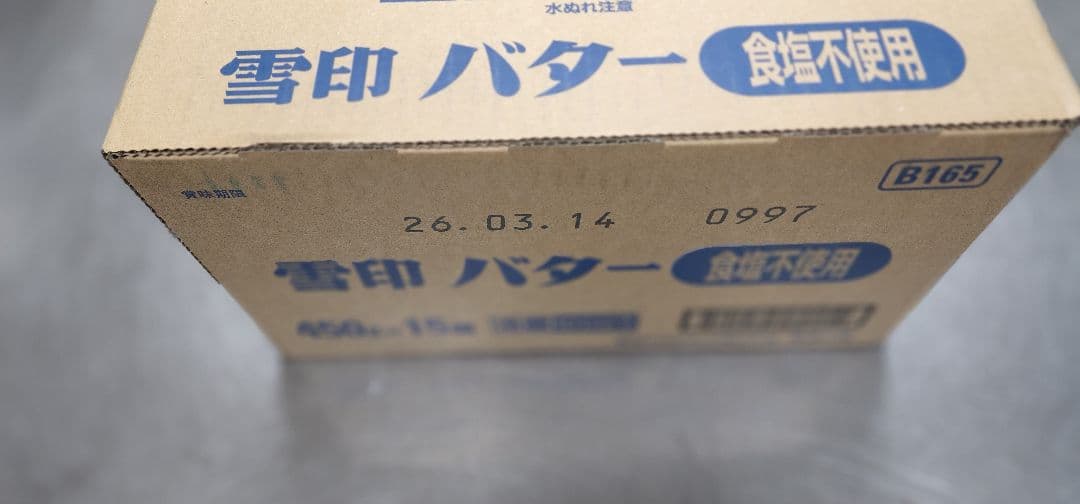 水ぬれ注意
雪印 バター 食塩不使用
B165
賞味期限
26.03.14 0997
雪印 バター 食塩不使用